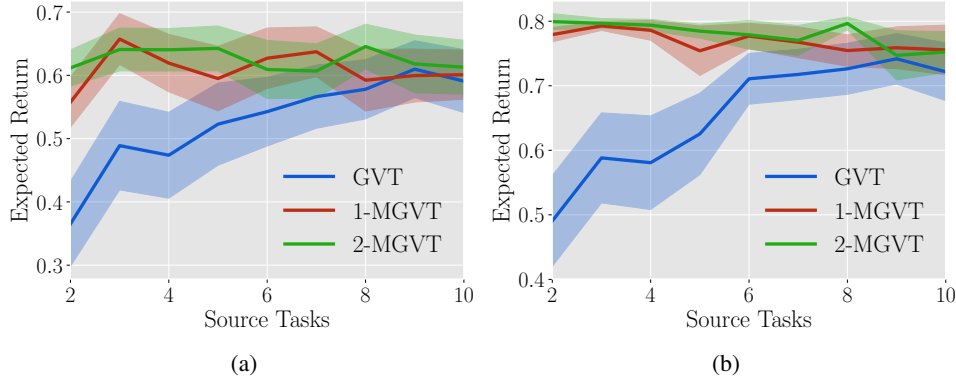 0.7
0.6
0.5
0.4
0.3
2 4 6 8 10
Expected Return
Source Tasks
GVT
1-MGVT
2-MGVT
(a)
0.8
0.7
0.6
0.5
0.4
2 4 6 8 10
Expected Return
Source Tasks
GVT
1-MGVT
2-MGVT
(b)